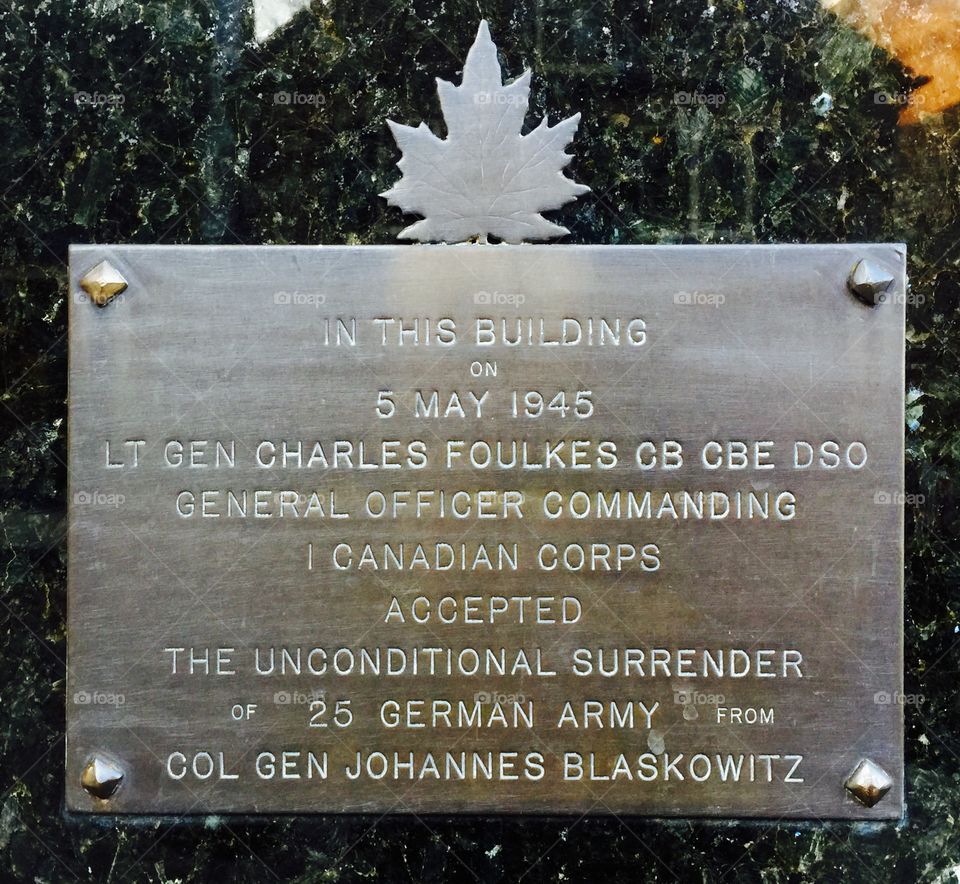 IN THIS BUILDING
ON
5 MAY 1945
LT GEN CHARLES FOULKES CB CBE DSO
GENERAL OFFICER COMMANDING
I CANADIAN CORPS
ACCEPTED
THE UNCONDITIONAL SURRENDER
OF 25 GERMAN ARMY FROM
COL GEN JOHANNES BLASKOWITZ